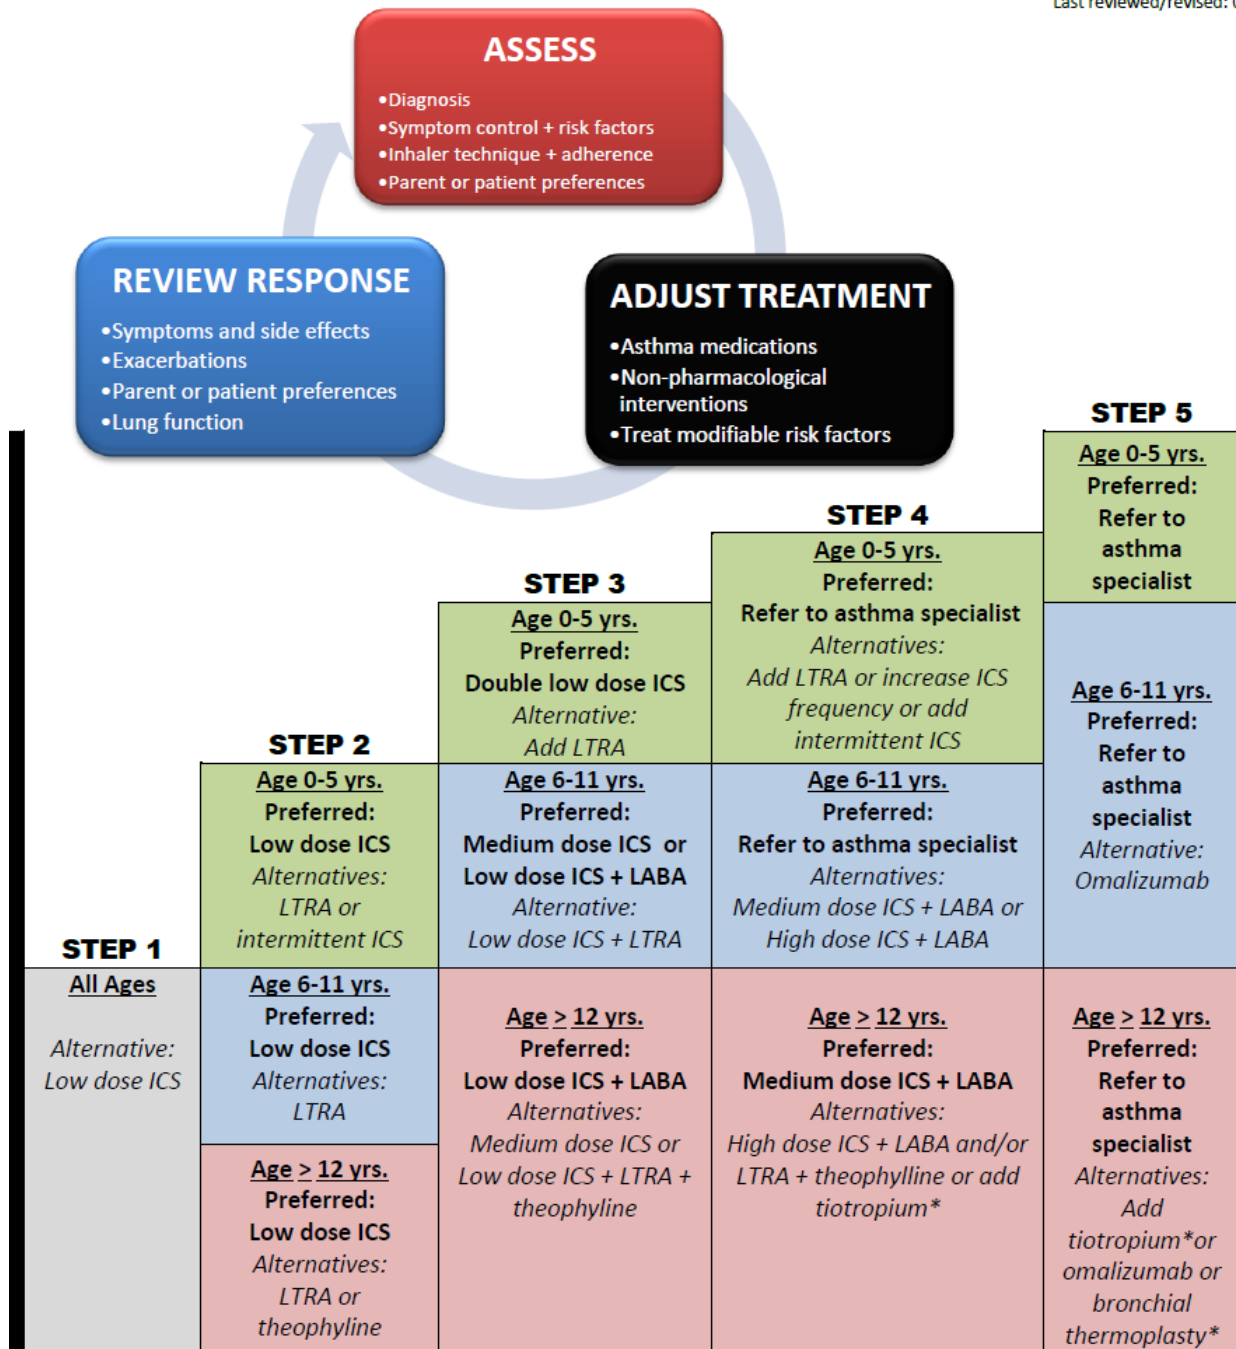 Last reviewed/revised:
ASSESS
•Diagnosis
•Symptom control + risk factors
•Inhaler technique + adherence
•Parent or patient preferences
REVIEW RESPONSE
•Symptoms and side effects
•Exacerbations
•Parent or patient preferences
•Lung function
ADJUST TREATMENT
•Asthma medications
•Non-pharmacological
interventions
•Treat modifiable risk factors
STEP 1
All Ages
Alternative:
Low dose ICS
STEP 2
Age 0-5 yrs.
Preferred:
Low dose ICS
Alternatives:
LTRA or
intermittent ICS
Age 6-11 yrs.
Preferred:
Low dose ICS
Alternatives:
LTRA
Age > 12 yrs.
Preferred:
Low dose ICS
Alternatives:
LTRA or
theophyline
STEP 3
Age 0-5 yrs.
Preferred:
Double low dose ICS
Alternative:
Add LTRA
Age 6-11 yrs.
Preferred:
Medium dose ICS or
Low dose ICS + LABA
Alternative:
Low dose ICS + LTRA
Age > 12 yrs.
Preferred:
Low dose ICS + LABA
Alternatives:
Medium dose ICS or
Low dose ICS + LTRA +
theophyline
STEP 4
Age 0-5 yrs.
Preferred:
Refer to asthma specialist
Alternatives:
Add LTRA or increase ICS
frequency or add
intermittent ICS
Age 6-11 yrs.
Preferred:
Refer to asthma specialist
Alternatives:
Medium dose ICS + LABA or
High dose ICS + LABA
Age > 12 yrs.
Preferred:
Medium dose ICS + LABA
Alternatives:
High dose ICS + LABA and/or
LTRA + theophylline or add
tiotropium*
STEP 5
Age 0-5 yrs.
Preferred:
Refer to
asthma
specialist
Age 6-11 yrs.
Preferred:
Refer to
asthma
specialist
Alternative:
Omalizumab
Age > 12 yrs.
Preferred:
Refer to
asthma
specialist
Alternatives:
Add
tiotropium*or
omalizumab or
bronchial
thermoplasty*